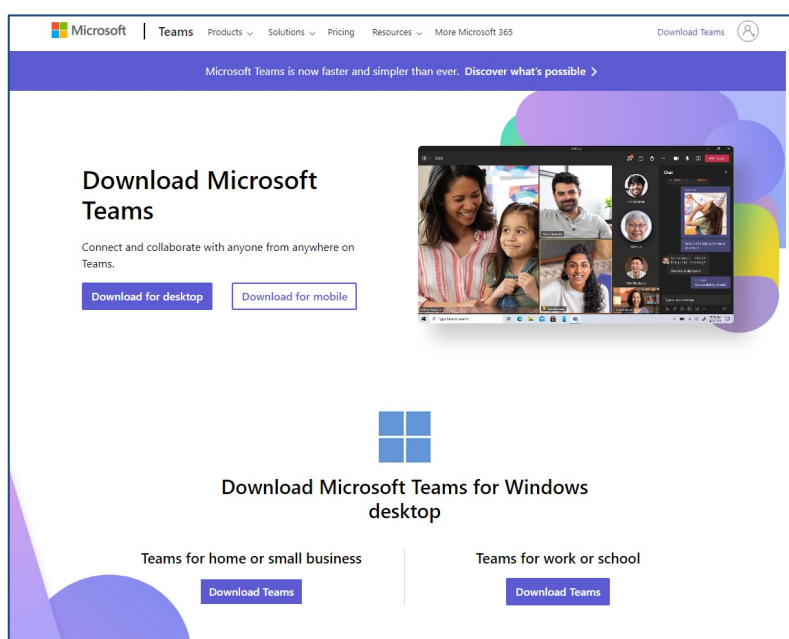 Microsoft | Teams Products Solutions Pricing Resources More Microsoft 365 Download Teams
Microsoft Teams is now faster and simpler than ever. Discover what's possible >
Download Microsoft
Teams
Connect and collaborate with anyone from anywhere on
Teams.
Download for desktop Download for mobile
Chat
Download Microsoft Teams for Windows
desktop
Teams for home or small business Teams for work or school
Download Teams Download Teams